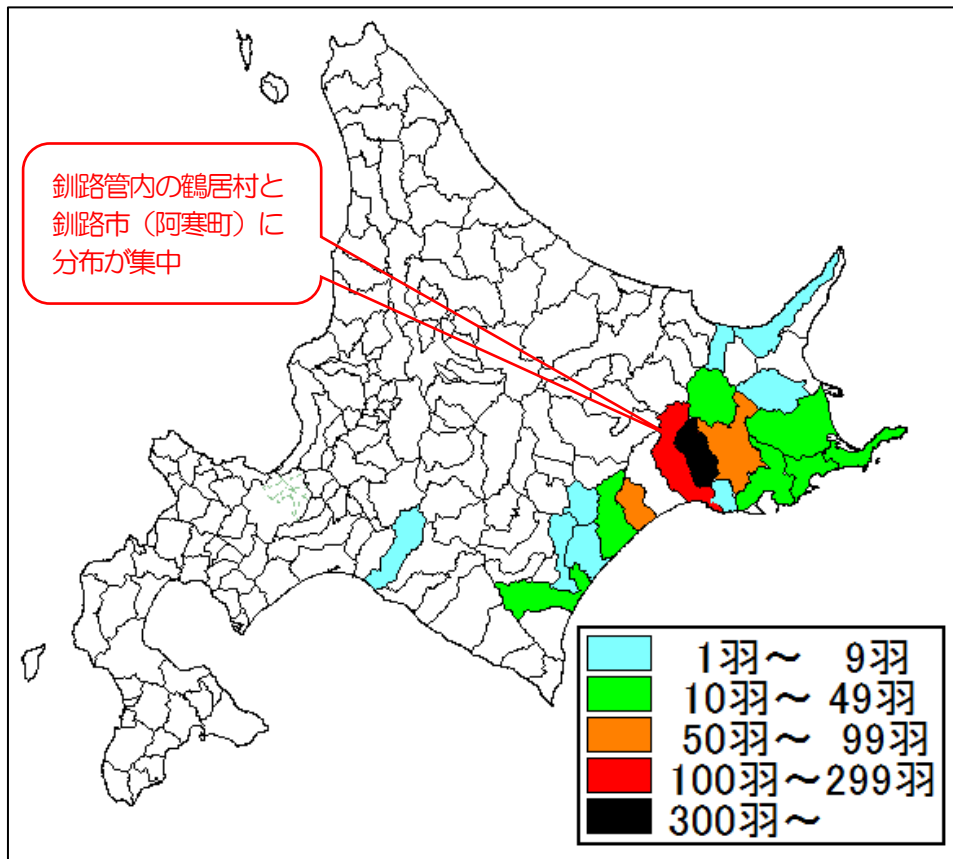 釧路管内の鶴居村と
釧路市（阿寒町）に
分布が集中
1羽～ 9羽
10羽～ 49羽
50羽～ 99羽
100羽～299羽
300羽～